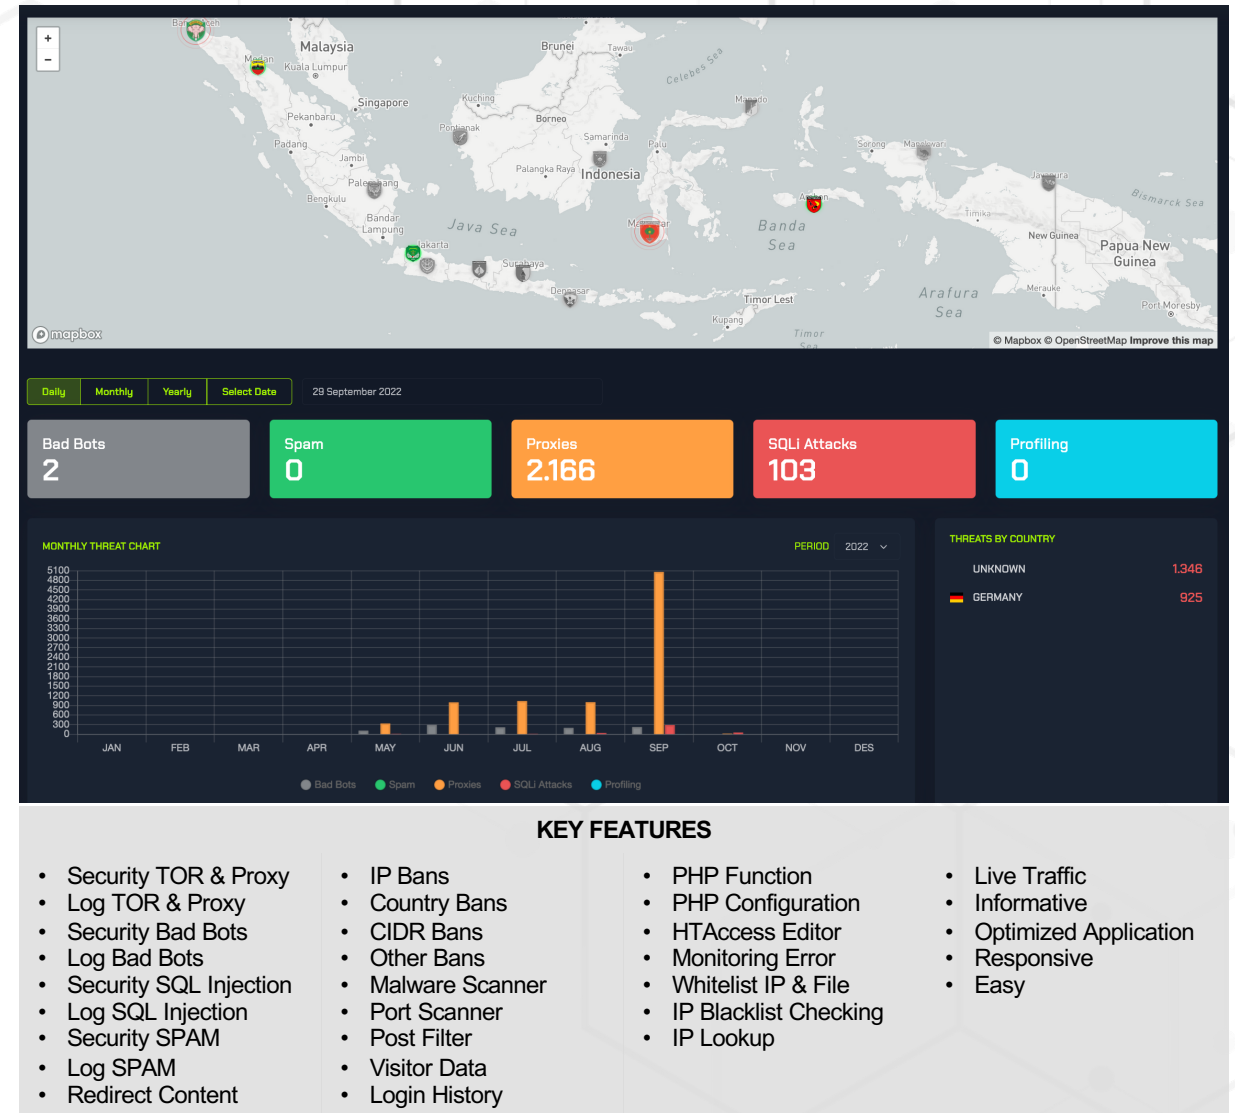 +
−
Malaysia
Kuala Lumpur
Medan
Brunei
Tawau
Celebes Sea
Singapore
Kuching
Pekanbaru
Borneo
Manado
Pontianak
Samarinda
Padang
Jambi
Palu
Sorong
Manokwari
Palangka Raya
Indonesia
Palembang
Jayapura
Bengkulu
Ambon
Bismarck Sea
Bandar
Lampung
Java Sea
Makassar
Banda
Sea
Timika
New Guinea
Papua New
Guinea
Jakarta
Surabaya
Denpasar
Timor Lest
Arafura
Sea
Merauke
Port Moresby
Kupang
Timor
Sea
mapbox
© Mapbox © OpenStreetMap Improve this map
Daily Monthly Yearly Select Date 29 September 2022
Bad Bots
2
Spam
0
Proxies
2.166
SQLi Attacks
103
Profiling
0
MONTHLY THREAT CHART
PERIOD 2022
5100
4800
4500
4200
3900
3600
3300
3000
2700
2400
2100
1800
1500
1200
900
600
300
0
JAN FEB MAR APR MAY JUN JUL AUG SEP OCT NOV DES
Bad Bots Spam Proxies SQLi Attacks Profiling
THREATS BY COUNTRY
UNKNOWN 1.346
GERMANY 925
KEY FEATURES
• Security TOR & Proxy
• Log TOR & Proxy
• Security Bad Bots
• Log Bad Bots
• Security SQL Injection
• Log SQL Injection
• Security SPAM
• Log SPAM
• Redirect Content
• IP Bans
• Country Bans
• CIDR Bans
• Other Bans
• Malware Scanner
• Port Scanner
• Post Filter
• Visitor Data
• Login History
• PHP Function
• PHP Configuration
• HTAccess Editor
• Monitoring Error
• Whitelist IP & File
• IP Blacklist Checking
• IP Lookup
• Live Traffic
• Informative
• Optimized Application
• Responsive
• Easy